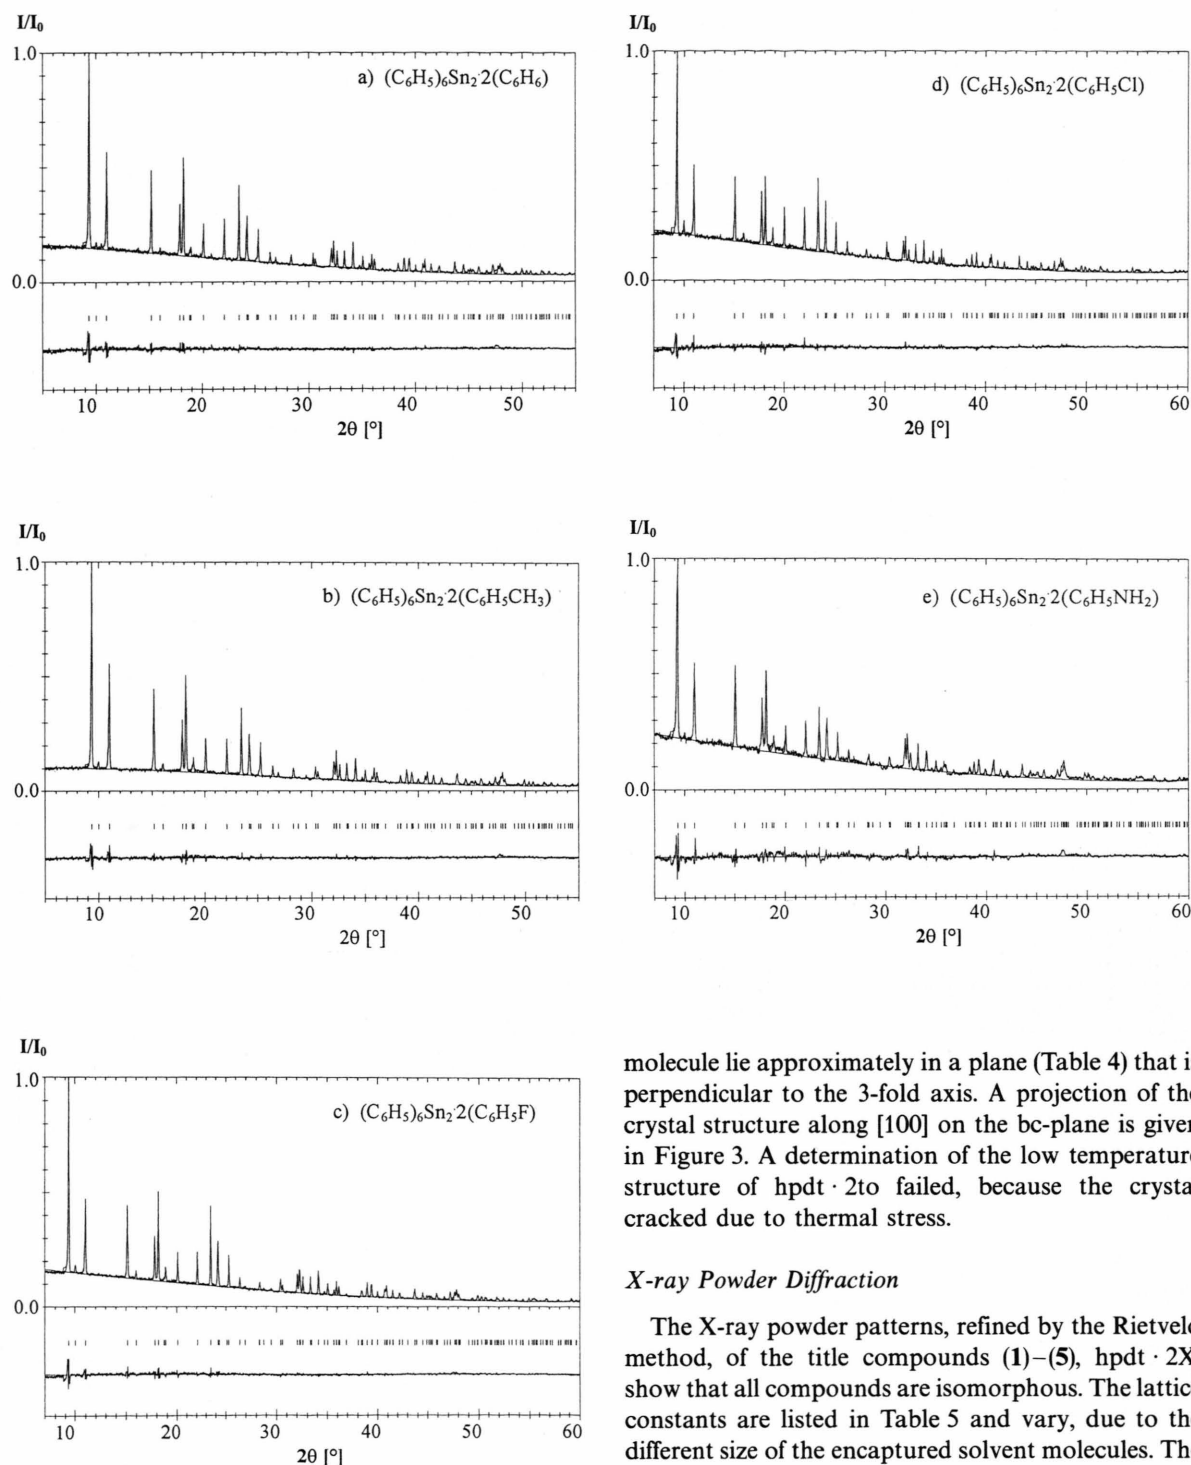 I/I₀
1.0
a) (C₆H₅)₆Sn₂·2(C₆H₆)
0.0
10 20 30 40 50
2θ [°]
I/I₀
1.0
b) (C₆H₅)₆Sn₂·2(C₆H₅CH₃)
0.0
10 20 30 40 50
2θ [°]
I/I₀
1.0
c) (C₆H₅)₆Sn₂·2(C₆H₅F)
0.0
10 20 30 40 50 60
2θ [°]
I/I₀
1.0
d) (C₆H₅)₆Sn₂·2(C₆H₅Cl)
0.0
10 20 30 40 50 60
2θ [°]
I/I₀
1.0
e) (C₆H₅)₆Sn₂·2(C₆H₅NH₂)
0.0
10 20 30 40 50 60
2θ [°]
molecule lie approximately in a plane (Table 4) that i
perpendicular to the 3-fold axis. A projection of the
crystal structure along [100] on the bc-plane is given
in Figure 3. A determination of the low temperature
structure of hpdt · 2to failed, because the crysta
cracked due to thermal stress.
X-ray Powder Diffraction
The X-ray powder patterns, refined by the Rietveld
method, of the title compounds (1)–(5), hpdt · 2X
show that all compounds are isomorphous. The lattic
constants are listed in Table 5 and vary, due to the
different size of the encaptured solvent molecules. Th